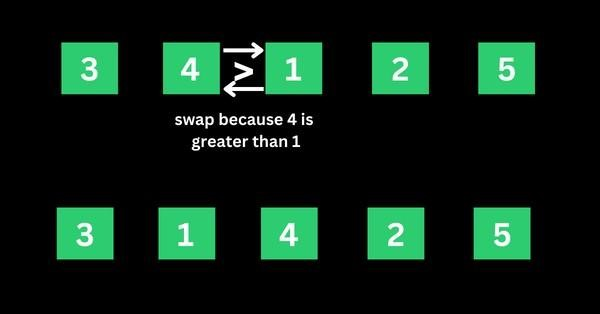 3 4 > 1 2 5
swap because 4 is
greater than 1
3 1 4 2 5